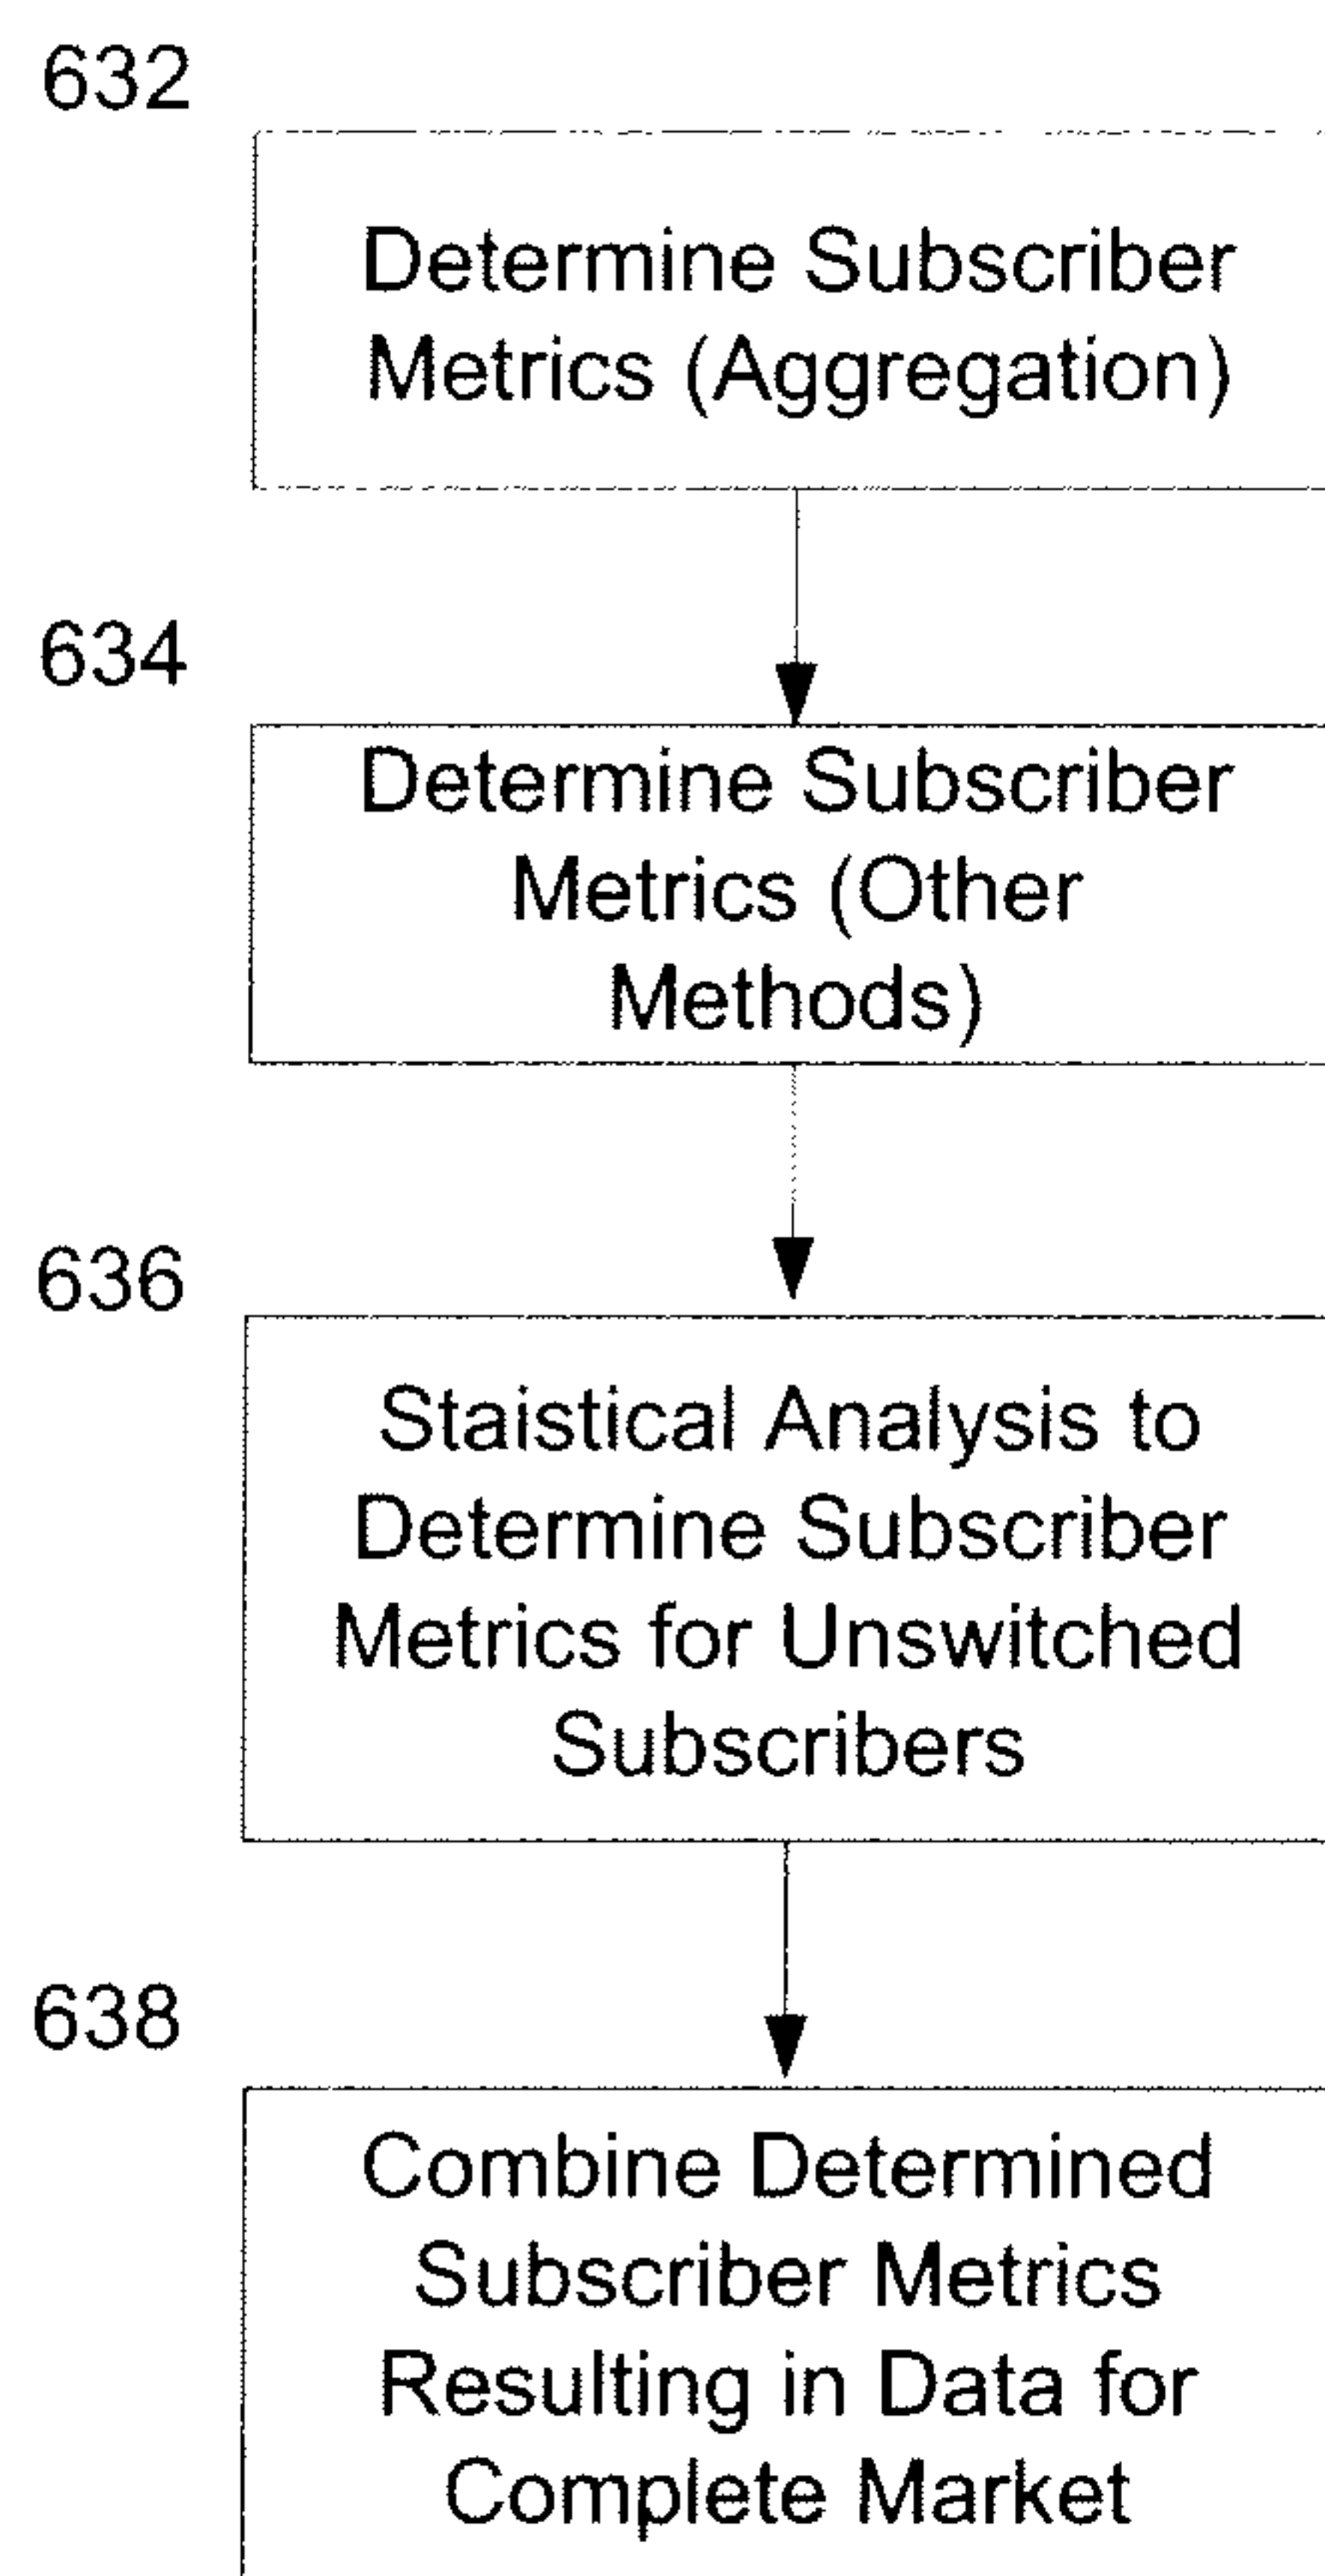 632
Determine Subscriber
Metrics (Aggregation)
634
Determine Subscriber
Metrics (Other
Methods)
636
Staistical Analysis to
Determine Subscriber
Metrics for Unswitched
Subscribers
638
Combine Determined
Subscriber Metrics
Resulting in Data for
Complete Market